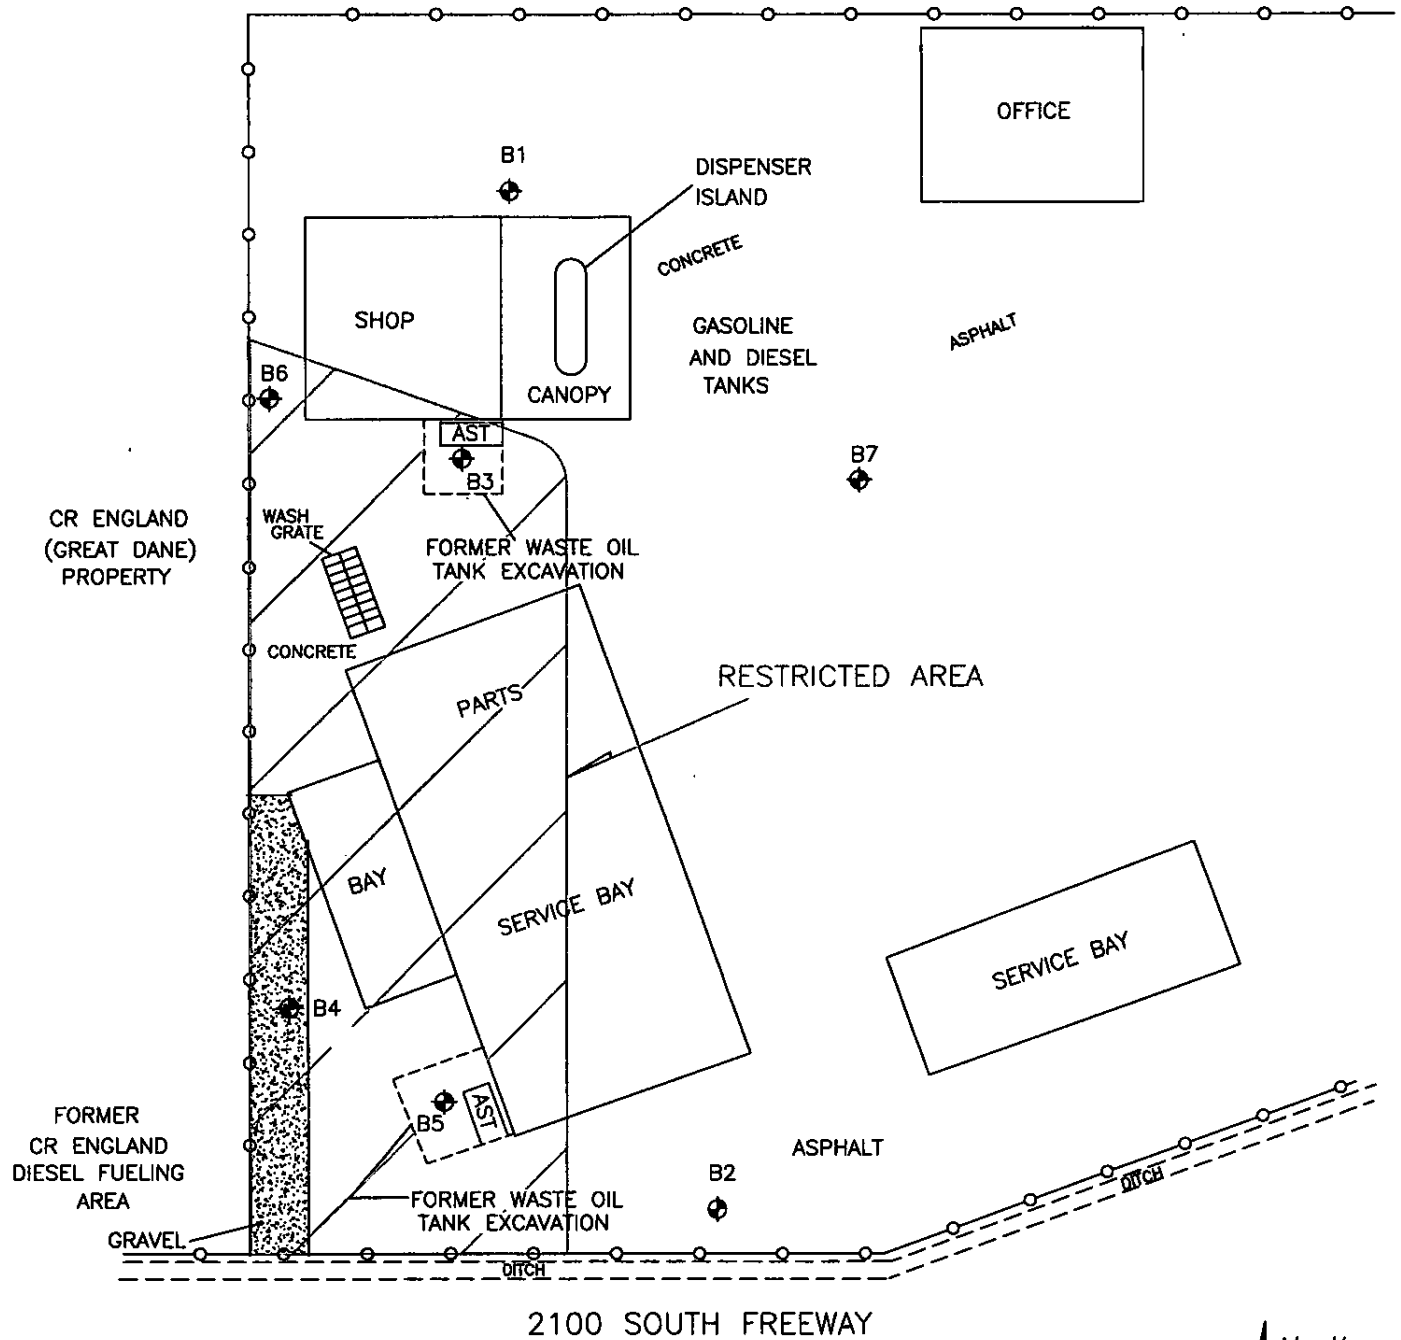 OFFICE
B1
DISPENSER
ISLAND
CONCRETE
SHOP
GASOLINE
AND DIESEL
TANKS
ASPHALT
B6
CANOPY
AST
B3
B7
CR ENGLAND
(GREAT DANE)
PROPERTY
WASH
GRATE
FORMER WASTE OIL
TANK EXCAVATION
CONCRETE
RESTRICTED AREA
PARTS
BAY
SERVICE BAY
SERVICE BAY
B4
FORMER
CR ENGLAND
DIESEL FUELING
AREA
B5
AST
ASPHALT
B2
DITCH
FORMER WASTE OIL
TANK EXCAVATION
GRAVEL
DITCH
2100 SOUTH FREEWAY